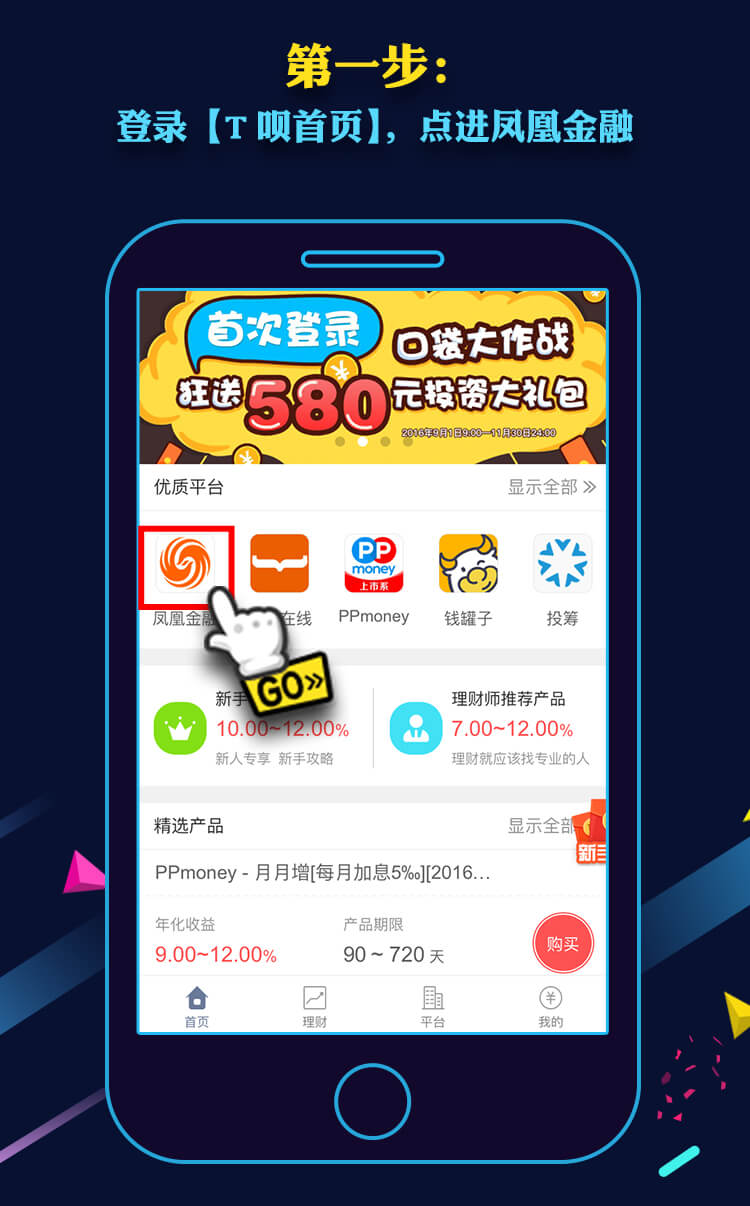 第一步：
登录【T 呗首页】，点进凤凰金融
首次登录
口袋大作战
狂送580元投资大礼包
2016年9月1日9:00—11月30日24:00
优质平台
显示全部
PP
money
上市系
凤凰金融
在线
PPmoney
钱罐子
投筹
GO
新手
理财师推荐产品
10.00~12.00%
7.00~12.00%
新人专享 新手攻略
理财就应该找专业的人
精选产品
显示全部
新
PPmoney - 月月增[每月加息5‰][2016...
年化收益
产品期限
9.00~12.00%
90 ~ 720 天
购买
首页
理财
平台
我的